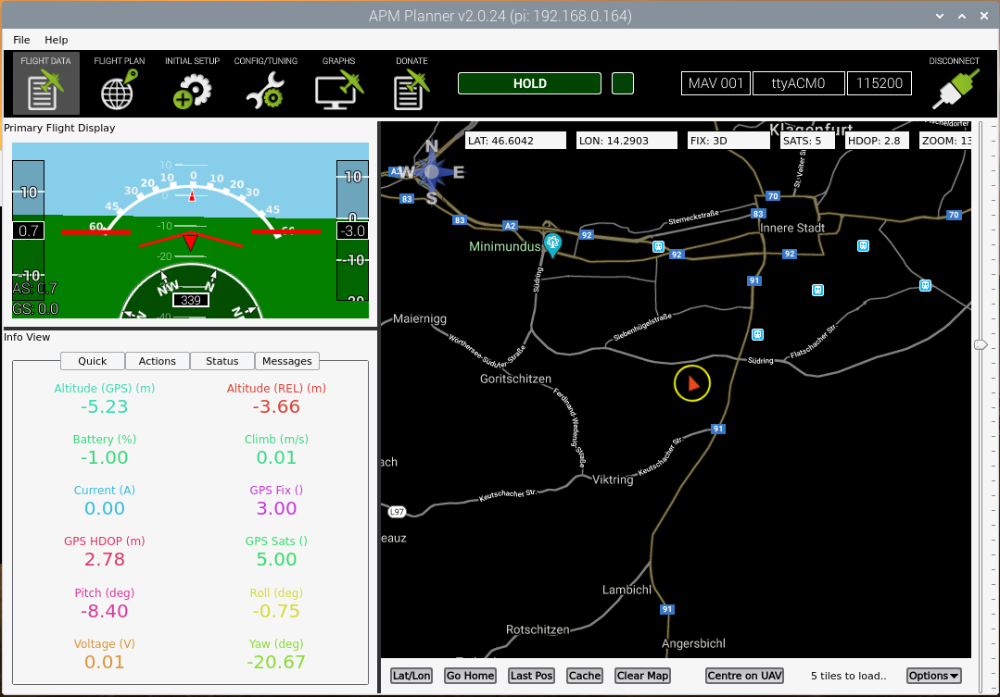 APM Planner v2.0.24 (pi: 192.168.0.164)
File Help
FLIGHT DATA FLIGHT PLAN INITIAL SETUP CONFIG/TUNING GRAPHS DONATE DISCONNECT
HOLD MAV 001 ttyACM0 115200
Primary Flight Display
10 0 10
20 20
30 30
45 45
60
10
0
-10
-20
-40
10
0.7
-10
10
0
-3.0
-10
-20
AS: 0.7
GS: 0.0
NW N
339
W N
Info View
Quick Actions Status Messages
Altitude (GPS) (m) Altitude (REL) (m)
-5.23 -3.66
Battery (%) Climb (m/s)
-1.00 0.01
Current (A) GPS Fix ()
0.00 3.00
GPS HDOP (m) GPS Sats ()
2.78 5.00
Pitch (deg) Roll (deg)
-8.40 -0.75
Voltage (V) Yaw (deg)
0.01 -20.67
Klagenfurt
LAT: 46.6042 LON: 14.2903 FIX: 3D SATS: 5 HDOP: 2.8 ZOOM: 13
N
W E
S
A2
83
St.-Veiter Str.
70
83 A2 Sterneckstraße 83 70
92 Innere Stadt
Minimundus
92 92
Südring
91
Maiernigg
Siebenhügelstraße
Wörthersee-Südufer-Straße
Südring Flatschacher Str.
Goritschitzen
Ferdinand-Wedenig-Straße
91
ach
Keutschacher Str.
Viktring
Keutschacher Str.
L97
eauz
Lambichl
91
Rotschitzen
Angersbichl
Lat/Lon Go Home Last Pos Cache Clear Map Centre on UAV 5 tiles to load.. Options